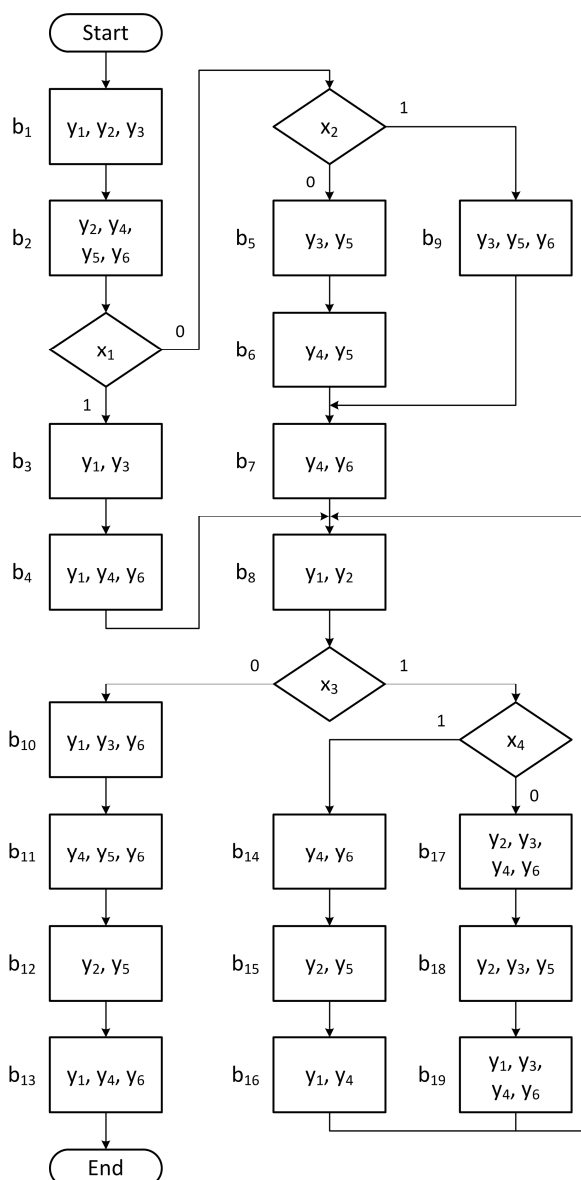 Start
b₁
y₁, y₂, y₃
b₂
y₂, y₄,
y₅, y₆
x₁
0
1
b₃
y₁, y₃
b₄
y₁, y₄, y₆
x₂
1
0
b₅
y₃, y₅
b₉
y₃, y₅, y₆
b₆
y₄, y₅
b₇
y₄, y₆
b₈
y₁, y₂
x₃
0
1
b₁₀
y₁, y₃, y₆
b₁₁
y₄, y₅, y₆
b₁₂
y₂, y₅
b₁₃
y₁, y₄, y₆
End
x₄
1
0
b₁₄
y₄, y₆
b₁₅
y₂, y₅
b₁₆
y₁, y₄
b₁₇
y₂, y₃,
y₄, y₆
b₁₈
y₂, y₃, y₅
b₁₉
y₁, y₃,
y₄, y₆